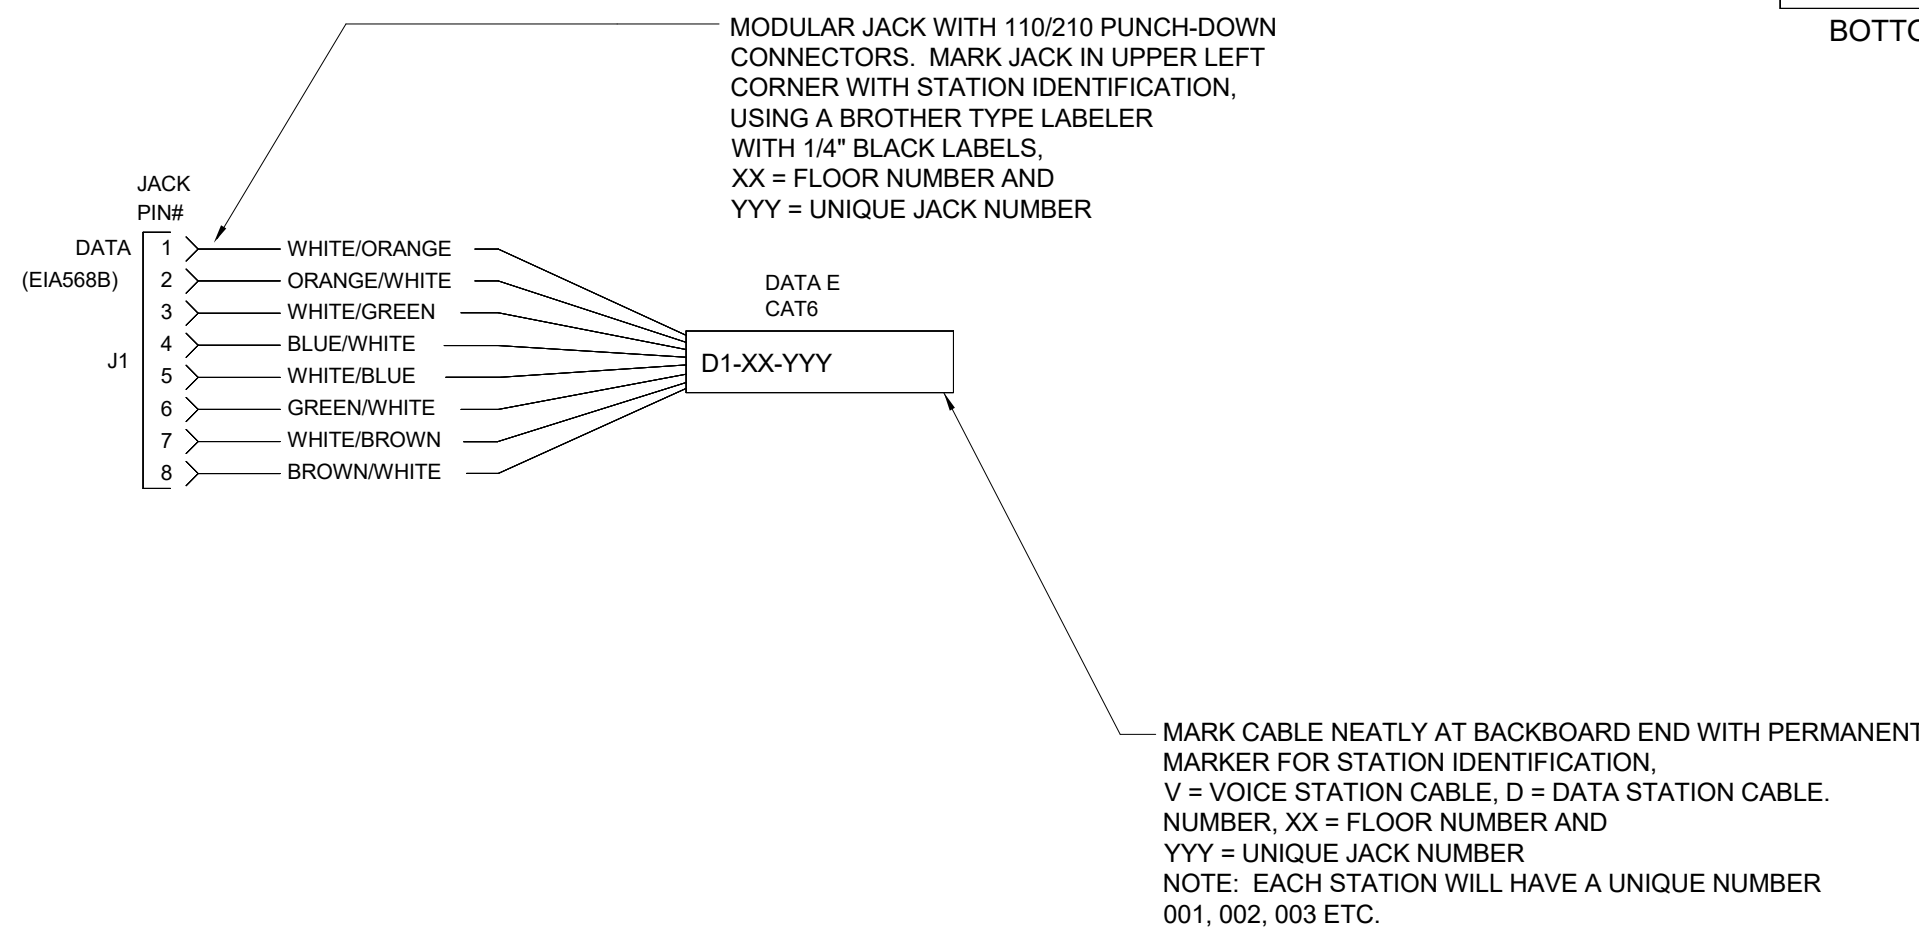 MODULAR JACK WITH 110/210 PUNCH-DOWN
CONNECTORS.  MARK JACK IN UPPER LEFT
CORNER WITH STATION IDENTIFICATION,
USING A BROTHER TYPE LABELER
WITH 1/4" BLACK LABELS,
XX = FLOOR NUMBER AND
YYY = UNIQUE JACK NUMBER
JACK
PIN#
DATA
(EIA568B)
J1
1 WHITE/ORANGE
2 ORANGE/WHITE
3 WHITE/GREEN
4 BLUE/WHITE
5 WHITE/BLUE
6 GREEN/WHITE
7 WHITE/BROWN
8 BROWN/WHITE
DATA E
CAT6
D1-XX-YYY
MARK CABLE NEATLY AT BACKBOARD END WITH PERMANENT
MARKER FOR STATION IDENTIFICATION,
V = VOICE STATION CABLE, D = DATA STATION CABLE.
NUMBER, XX = FLOOR NUMBER AND
YYY = UNIQUE JACK NUMBER
NOTE:  EACH STATION WILL HAVE A UNIQUE NUMBER
001, 002, 003 ETC.